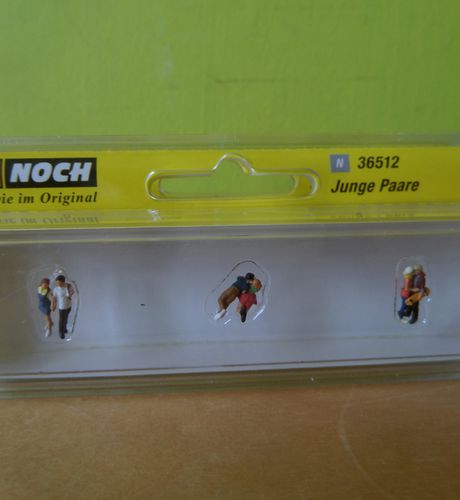 NOCH
ie im Original
N 36512
Junge Paare